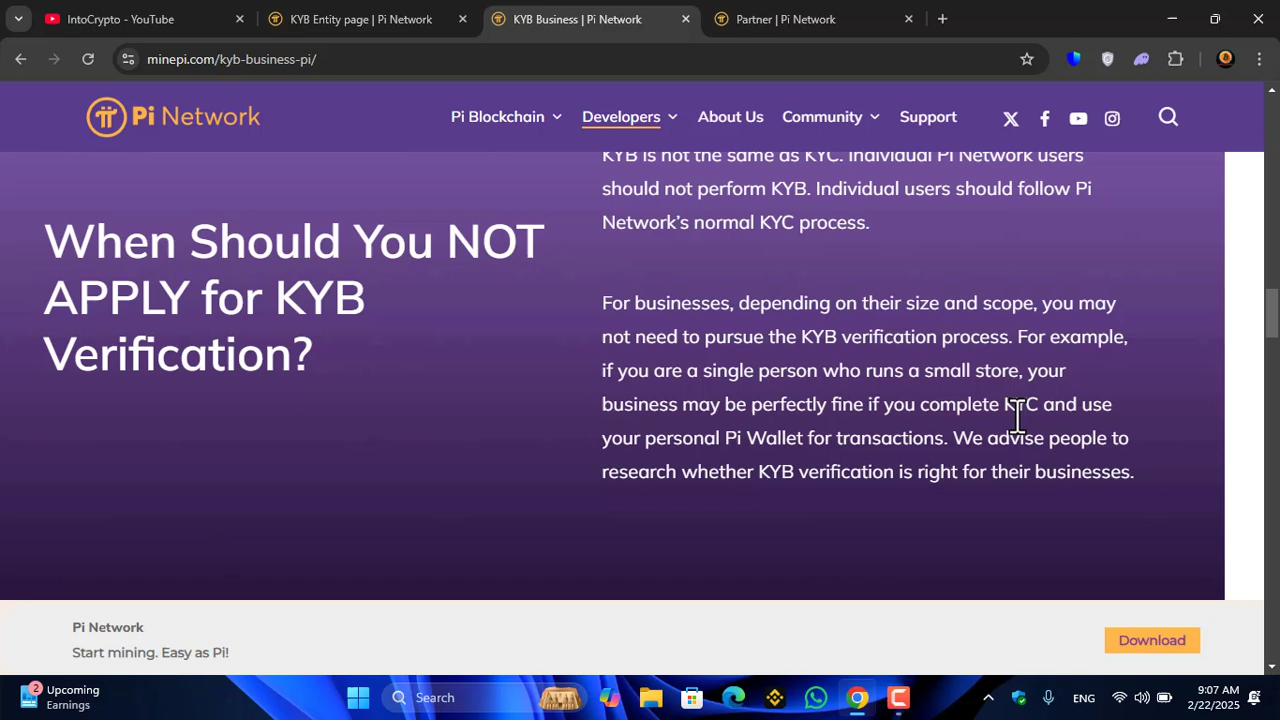 IntoCrypto - YouTube
KYB Entity page | Pi Network
KYB Business | Pi Network
Partner | Pi Network
minepi.com/kyb-business-pi/
Pi Network
Pi Blockchain
Developers
About Us
Community
Support
KYB is not the same as KYC. Individual Pi Network users
should not perform KYB. Individual users should follow Pi
Network's normal KYC process.
When Should You NOT
APPLY for KYB
Verification?
For businesses, depending on their size and scope, you may
not need to pursue the KYB verification process. For example,
if you are a single person who runs a small store, your
business may be perfectly fine if you complete KYC and use
your personal Pi Wallet for transactions. We advise people to
research whether KYB verification is right for their businesses.
Pi Network
Start mining. Easy as Pi!
Download
2
Upcoming
Earnings
Search
ENG
9:07 AM
2/22/2025